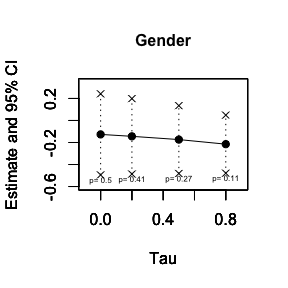 Gender
Estimate and 95% CI
0.2
-0.2
-0.6
p= 0.5 p= 0.41 p= 0.27 p= 0.11
0.0 0.4 0.8
Tau